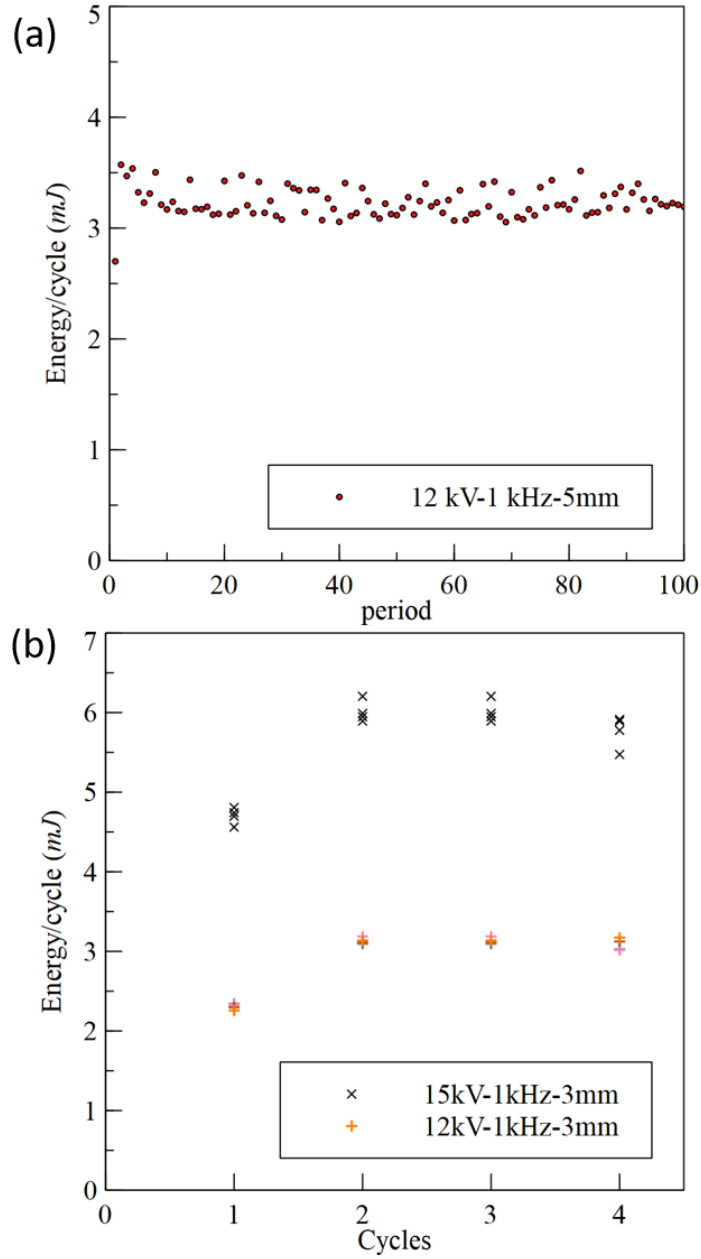 (a)
5
4
3
2
1
0
Energy/cycle (mJ)
12 kV-1 kHz-5mm
0 20 40 60 80 100
period
(b)
7
6
5
4
3
2
1
0
Energy/cycle (mJ)
15kV-1kHz-3mm
12kV-1kHz-3mm
0 1 2 3 4
Cycles